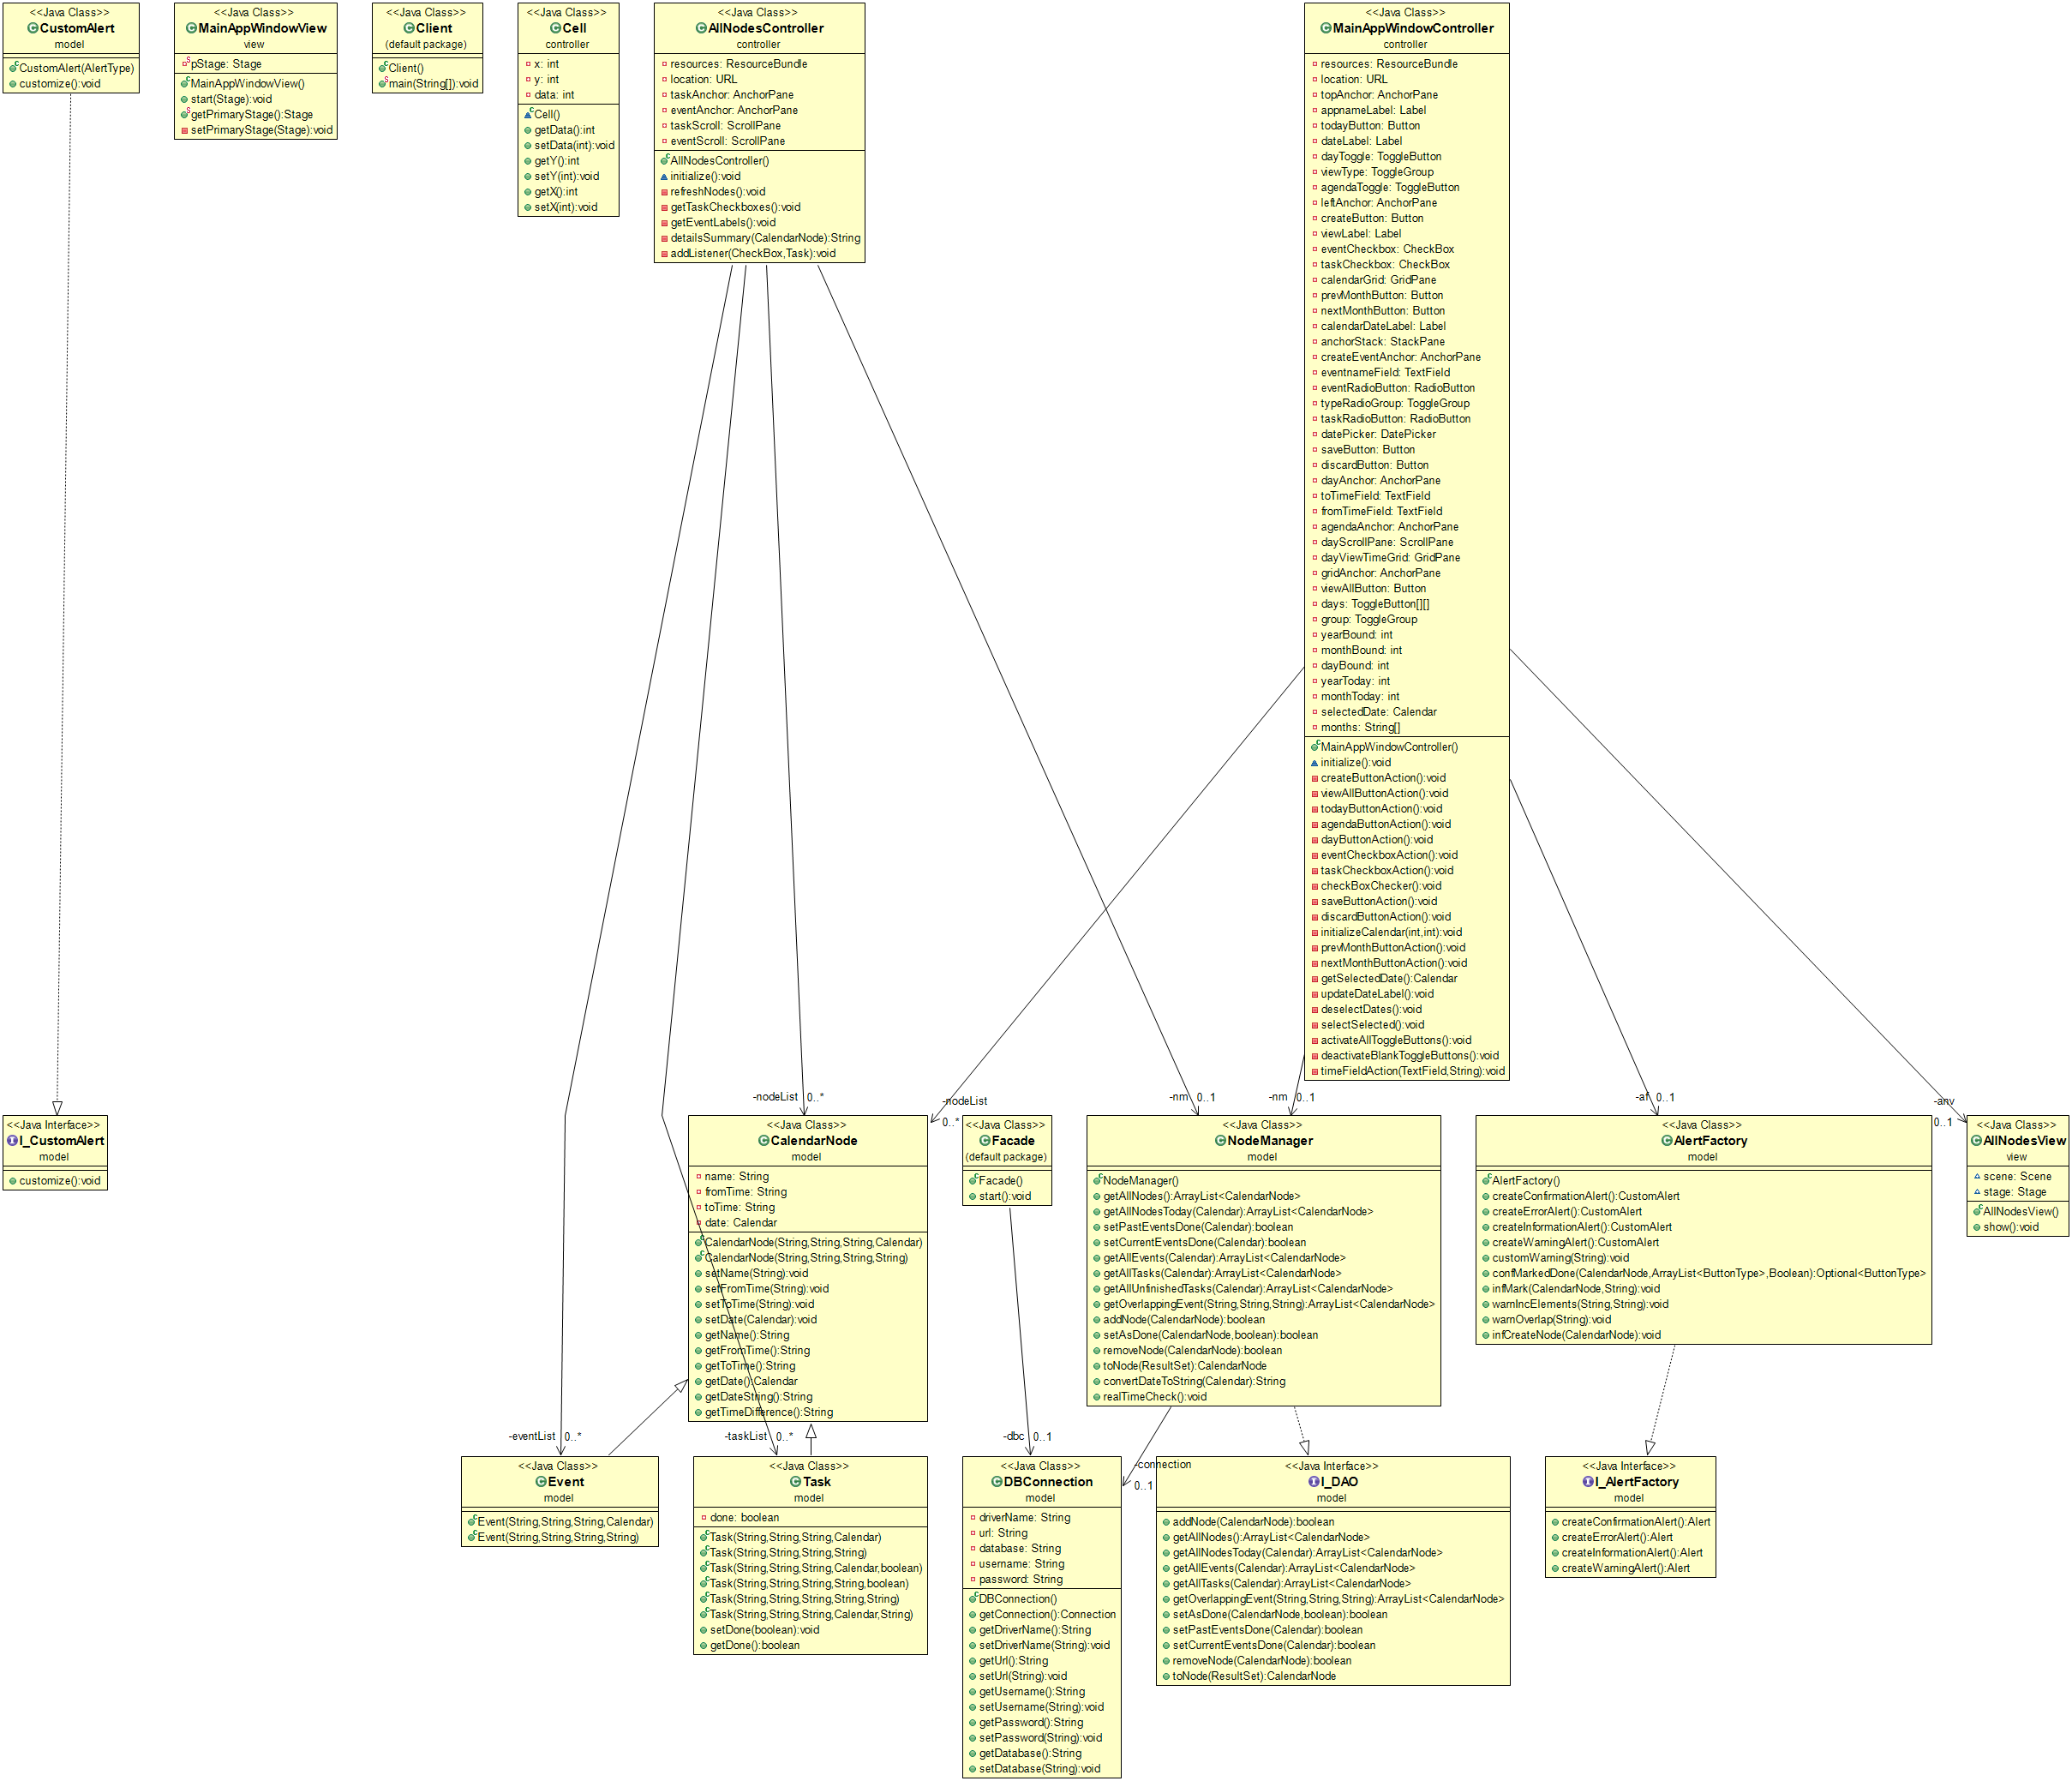 <<Java Class>>
CustomAlert
model
CustomAlert(AlertType)
customize():void
<<Java Class>>
MainAppWindowView
view
pStage: Stage
MainAppWindowView()
start(Stage):void
getPrimaryStage():Stage
setPrimaryStage(Stage):void
<<Java Class>>
Client
(default package)
Client()
main(String[]):void
<<Java Class>>
Cell
controller
x: int
y: int
data: int
Cell()
getData():int
setData(int):void
getY():int
setY(int):void
getX():int
setX(int):void
<<Java Class>>
AllNodesController
controller
resources: ResourceBundle
location: URL
taskAnchor: AnchorPane
eventAnchor: AnchorPane
taskScroll: ScrollPane
eventScroll: ScrollPane
AllNodesController()
initialize():void
refreshNodes():void
getTaskCheckboxes():void
getEventLabels():void
detailsSummary(CalendarNode):String
addListener(CheckBox,Task):void
<<Java Class>>
MainAppWindowController
controller
resources: ResourceBundle
location: URL
topAnchor: AnchorPane
appnameLabel: Label
todayButton: Button
dateLabel: Label
dayToggle: ToggleButton
viewType: ToggleGroup
agendaToggle: ToggleButton
leftAnchor: AnchorPane
createButton: Button
viewLabel: Label
eventCheckbox: CheckBox
taskCheckbox: CheckBox
calendarGrid: GridPane
prevMonthButton: Button
nextMonthButton: Button
calendarDateLabel: Label
anchorStack: StackPane
createEventAnchor: AnchorPane
eventnameField: TextField
eventRadioButton: RadioButton
typeRadioGroup: ToggleGroup
taskRadioButton: RadioButton
datePicker: DatePicker
saveButton: Button
discardButton: Button
dayAnchor: AnchorPane
toTimeField: TextField
fromTimeField: TextField
agendaAnchor: AnchorPane
dayScrollPane: ScrollPane
dayViewTimeGrid: GridPane
gridAnchor: AnchorPane
viewAllButton: Button
days: ToggleButton[][]
group: ToggleGroup
yearBound: int
monthBound: int
dayBound: int
yearToday: int
monthToday: int
selectedDate: Calendar
months: String[]
MainAppWindowController()
initialize():void
createButtonAction():void
viewAllButtonAction():void
todayButtonAction():void
agendaButtonAction():void
dayButtonAction():void
eventCheckboxAction():void
taskCheckboxAction():void
checkBoxChecker():void
saveButtonAction():void
discardButtonAction():void
initializeCalendar(int,int):void
prevMonthButtonAction():void
nextMonthButtonAction():void
getSelectedDate():Calendar
updateDateLabel():void
deselectDates():void
selectSelected():void
activateAllToggleButtons():void
deactivateBlankToggleButtons():void
timeFieldAction(TextField,String):void
-nodeList 0..*
-nodeList
0..*
-nm 0..1
-nm 0..1
-af 0..1
-anv
0..1
<<Java Interface>>
I_CustomAlert
model
customize():void
<<Java Class>>
CalendarNode
model
name: String
fromTime: String
toTime: String
date: Calendar
CalendarNode(String,String,String,Calendar)
CalendarNode(String,String,String,String)
setName(String):void
setFromTime(String):void
setToTime(String):void
setDate(Calendar):void
getName():String
getFromTime():String
getToTime():String
getDate():Calendar
getDateString():String
getTimeDifference():String
<<Java Class>>
Facade
(default package)
Facade()
start():void
<<Java Class>>
NodeManager
model
NodeManager()
getAllNodes():ArrayList<CalendarNode>
getAllNodesToday(Calendar):ArrayList<CalendarNode>
setPastEventsDone(Calendar):boolean
setCurrentEventsDone(Calendar):boolean
getAllEvents(Calendar):ArrayList<CalendarNode>
getAllTasks(Calendar):ArrayList<CalendarNode>
getAllUnfinishedTasks(Calendar):ArrayList<CalendarNode>
getOverlappingEvent(String,String,String):ArrayList<CalendarNode>
addNode(CalendarNode):boolean
setAsDone(CalendarNode,boolean):boolean
removeNode(CalendarNode):boolean
toNode(ResultSet):CalendarNode
convertDateToString(Calendar):String
realTimeCheck():void
<<Java Class>>
AlertFactory
model
AlertFactory()
createConfirmationAlert():CustomAlert
createErrorAlert():CustomAlert
createInformationAlert():CustomAlert
createWarningAlert():CustomAlert
customWarning(String):void
confMarkedDone(CalendarNode,ArrayList<ButtonType>,Boolean):Optional<ButtonType>
infMark(CalendarNode,String):void
warnIncElements(String,String):void
warnOverlap(String):void
infCreateNode(CalendarNode):void
<<Java Class>>
AllNodesView
view
scene: Scene
stage: Stage
AllNodesView()
show():void
-eventList 0..*
-taskList 0..*
-dbc 0..1
-connection
0..1
<<Java Class>>
Event
model
Event(String,String,String,Calendar)
Event(String,String,String,String)
<<Java Class>>
Task
model
done: boolean
Task(String,String,String,Calendar)
Task(String,String,String,String)
Task(String,String,String,Calendar,boolean)
Task(String,String,String,String,boolean)
Task(String,String,String,String,String)
Task(String,String,String,Calendar,String)
setDone(boolean):void
getDone():boolean
<<Java Class>>
DBConnection
model
driverName: String
url: String
database: String
username: String
password: String
DBConnection()
getConnection():Connection
getDriverName():String
setDriverName(String):void
getUrl():String
setUrl(String):void
getUsername():String
setUsername(String):void
getPassword():String
setPassword(String):void
getDatabase():String
setDatabase(String):void
<<Java Interface>>
I_DAO
model
addNode(CalendarNode):boolean
getAllNodes():ArrayList<CalendarNode>
getAllNodesToday(Calendar):ArrayList<CalendarNode>
getAllEvents(Calendar):ArrayList<CalendarNode>
getAllTasks(Calendar):ArrayList<CalendarNode>
getOverlappingEvent(String,String,String):ArrayList<CalendarNode>
setAsDone(CalendarNode,boolean):boolean
setPastEventsDone(Calendar):boolean
setCurrentEventsDone(Calendar):boolean
removeNode(CalendarNode):boolean
toNode(ResultSet):CalendarNode
<<Java Interface>>
I_AlertFactory
model
createConfirmationAlert():Alert
createErrorAlert():Alert
createInformationAlert():Alert
createWarningAlert():Alert